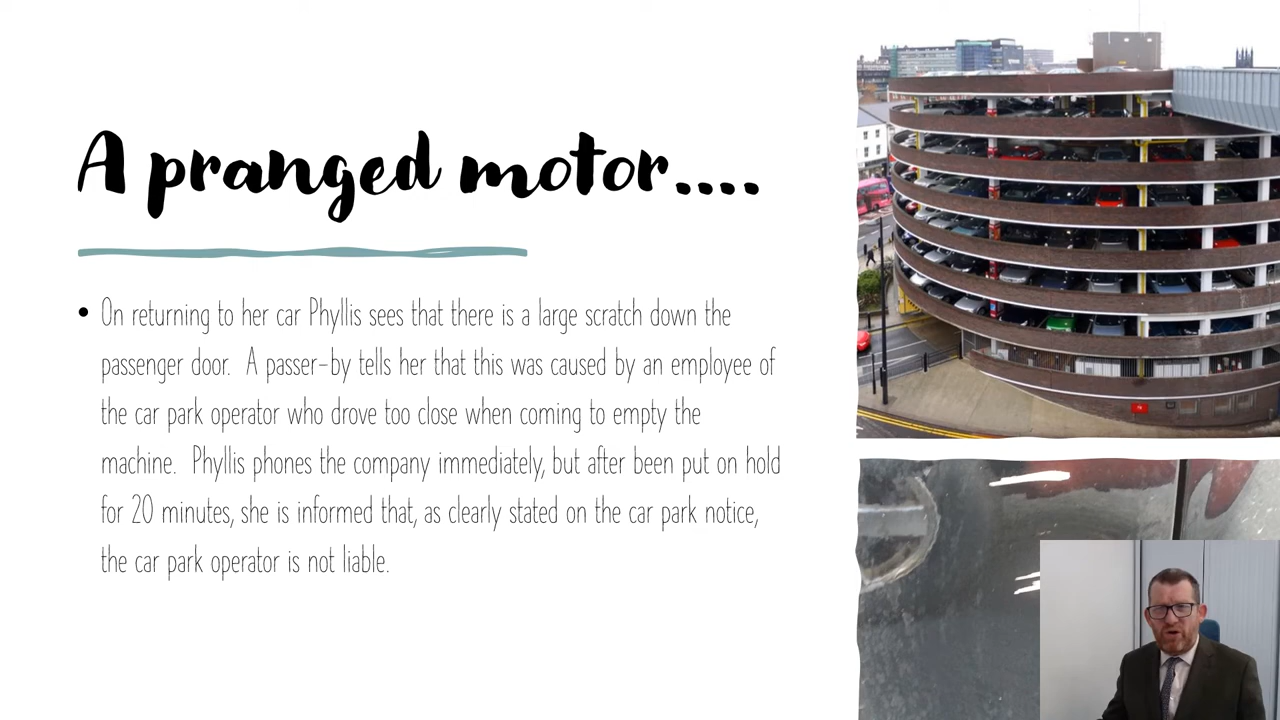 A pranged motor....
• On returning to her car Phyllis sees that there is a large scratch down the
passenger door. A passer-by tells her that this was caused by an employee of
the car park operator who drove too close when coming to empty the
machine. Phyllis phones the company immediately, but after been put on hold
for 20 minutes, she is informed that, as clearly stated on the car park notice,
the car park operator is not liable.